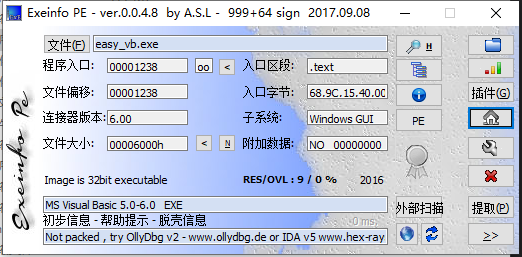 Exeinfo PE - ver.0.0.4.8 by A.S.L - 999+64 sign 2017.09.08
文件(F) easy_vb.exe H
程序入口: 00001238 oo < 入口区段: .text
文件偏移: 00001238 入口字节: 68.9C.15.40.00 插件(G)
连接器版本: 6.00 子系统: Windows GUI PE
文件大小: 00006000h < N 附加数据: NO 00000000
Image is 32bit executable RES/OVL : 9 / 0 % 2016
Exeinfo Pe
MS Visual Basic 5.0-6.0 EXE 外部扫描 提取(P)
初步信息 - 帮助提示 - 脱壳信息 0 ms.
Not packed , try OllyDbg v2 - www.ollydbg.de or IDA v5 www.hex-ray >>